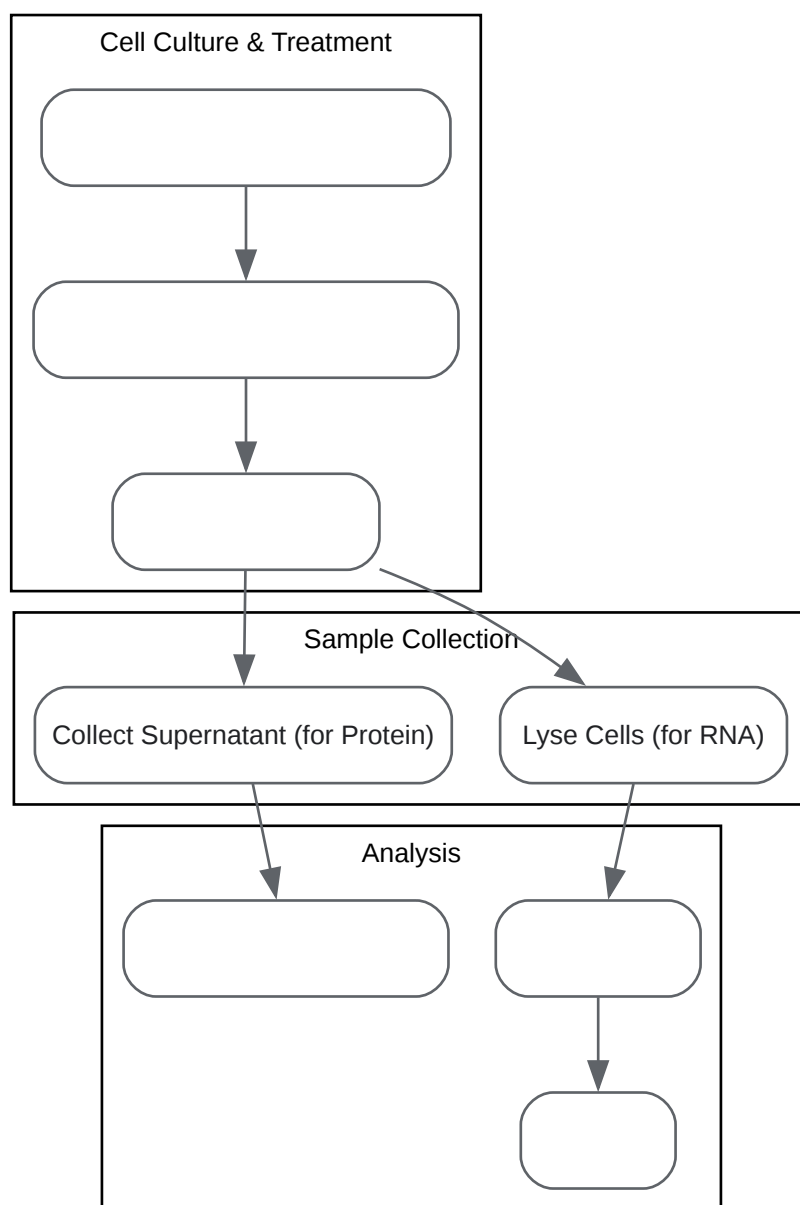 Cell Culture & Treatment
Sample Collection
Collect Supernatant (for Protein)
Lyse Cells (for RNA)
Analysis